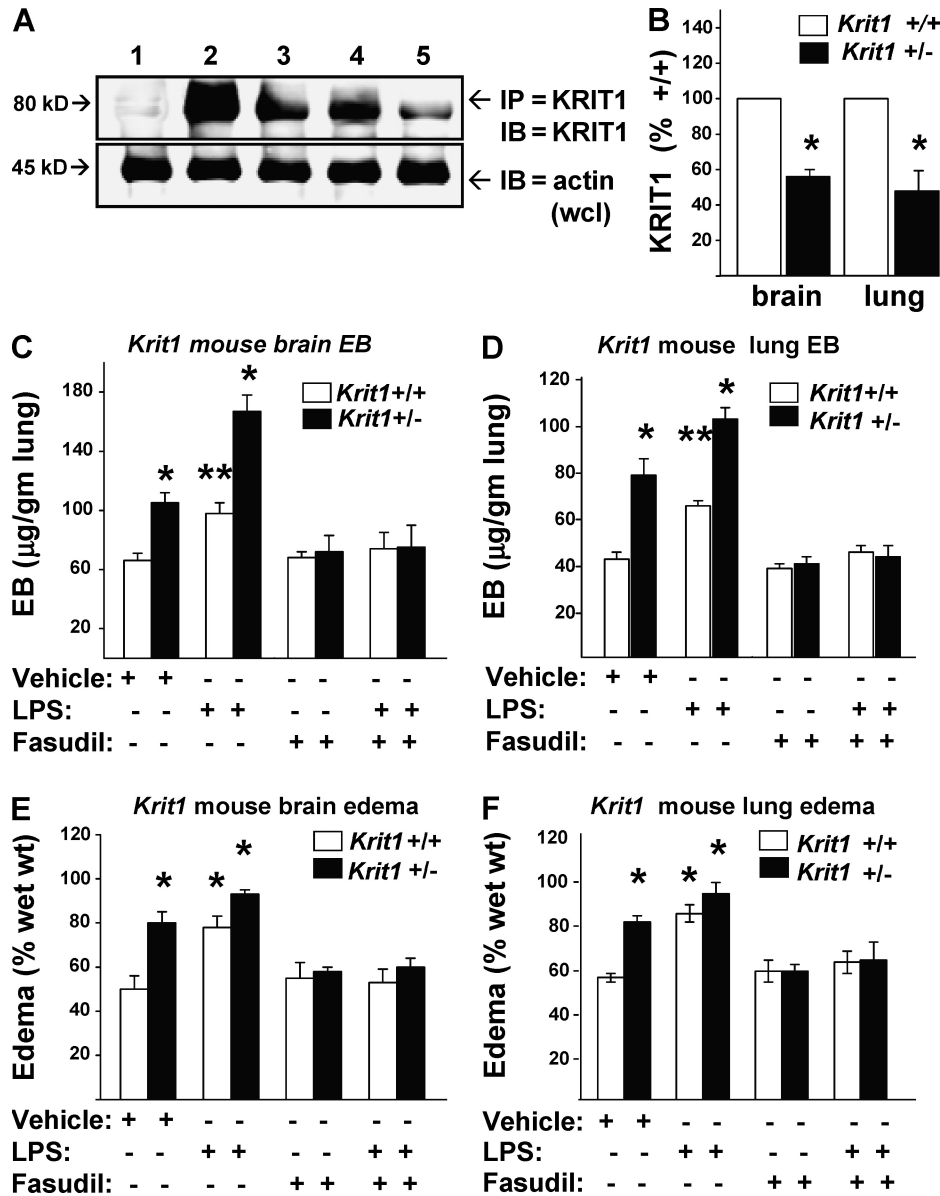 A
1 2 3 4 5
80 kD→
← IP = KRIT1
IB = KRIT1
45 kD→
← IB = actin
(wcl)
B
Krit1 +/+
Krit1 +/-
KRIT1 (% +/+)
140
120
100
80
60
40
20
* *
brain lung
C
Krit1 mouse brain EB
Krit1+/+
Krit1+/-
EB (µg/gm lung)
180
140
100
60
20
* ** *
Vehicle: + + - - - - - -
LPS: - - + + - - + +
Fasudil: - - - - + + + +
D
Krit1 mouse lung EB
Krit1+/+
Krit1 +/-
EB (µg/gm lung)
120
100
80
60
40
20
* ** *
Vehicle: + + - - - - - -
LPS: - - + + - - + +
Fasudil: - - - - + + + +
E
Krit1 mouse brain edema
Krit1 +/+
Krit1 +/-
Edema (% wet wt)
120
100
80
60
40
20
* * *
Vehicle: + + - - - - - -
LPS: - - + + - - + +
Fasudil: - - - - + + + +
F
Krit1 mouse lung edema
Krit1 +/+
Krit1 +/-
Edema (% wet wt)
120
100
80
60
40
20
* * *
Vehicle: + + - - - - - -
LPS: - - + + - - + +
Fasudil: - - - - + + + +